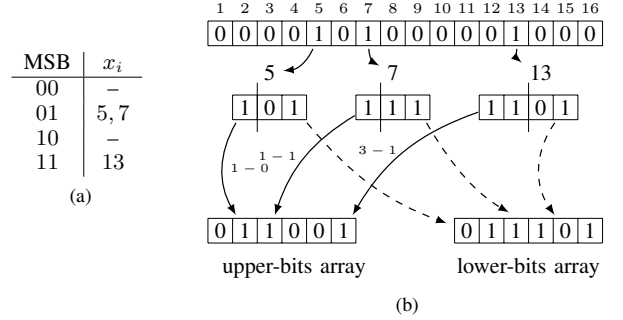 1 2 3 4 5 6 7 8 9 10 11 12 13 14 15 16
0 0 0 0 1 0 1 0 0 0 0 0 1 0 0 0
5 7 13
1 0 1 1 1 1 1 1 0 1
1 − 0 1 − 1 3 − 1
0 1 1 0 0 1 0 1 1 1 0 1
upper-bits array lower-bits array
(b)
MSB x_i
00 –
01 5, 7
10 –
11 13
(a)